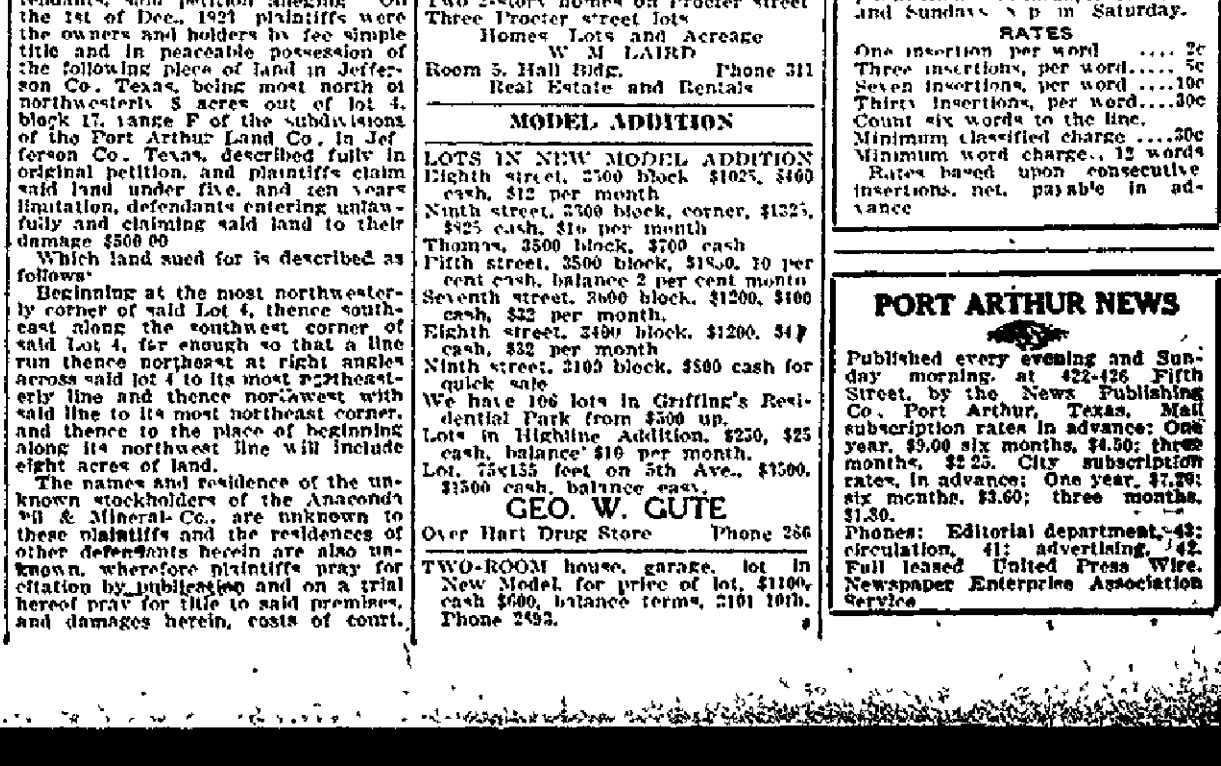 fendants, said petition alleging On
the 1st of Dec., 1921 plaintiffs were
the owners and holders by fee simple
title and in peaceable possession of
the following piece of land in Jeffer-
son Co. Texas, being most north of
northwesterly 8 acres out of lot 4,
block 17, range F of the subdivisions
of the Port Arthur Land Co. In Jef
ferson Co. Texas, described fully in
original petition, and plaintiffs claim
said land under five, and ten years
limitation, defendants entering unlaw-
fully and claiming said land to their
damage $500 00
Which land sued for is described as
follows:
Beginning at the most northwester-
ly corner of said Lot 4, thence south-
east along the southwest corner of
said Lot 4, far enough so that a line
run thence northeast at right angles
across said lot 4 to its most northeast-
erly line and thence northwest with
said line to its most northeast corner,
and thence to the place of beginning
along its northwest line will include
eight acres of land.
The names and residence of the un-
known stockholders of the Anaconda
Oil & Mineral Co., are unknown to
these plaintiffs and the residences of
other defendants herein are also un-
known, wherefore plaintiffs pray for
citation by publication and on a trial
hereof pray for title to said premises,
and damages herein, costs of court,
Two 2-story homes on Procter street
Three Procter street lots
Homes Lots and Acreage
W M LAIRD
Room 5, Hall Bldg. Phone 311
Real Estate and Rentals
MODEL ADDITION
LOTS IN NEW MODEL ADDITION
Eighth street, block $1025, $400
cash, $12 per month
Ninth street, block, corner, $1325,
$825 cash, $10 per month
Thomas, 3500 block, $700 cash
Fifth street, 3500 block, 10 per
cent cash, balance 2 per cent month
Seventh street, 3600 block, $1200, $400
cash, $32 per month.
Eighth street, 3400 block, $1200,
cash, $32 per month
Ninth street, 2100 block, $800 cash for
quick sale
We have 106 lots in Griffing's Resi-
dential Park from $500 up.
Lots in Highline Addition, $250, $25
cash, balance $10 per month.
Lot, 75x155 feet on 5th Ave.,
$1500 cash, balance easy.
GEO. W. GUTE
Over Hart Drug Store Phone 286
TWO-ROOM house, garage, lot in
New Model, for price of lot, $1100,
cash $600, balance terms, 2101 10th.
Phone
and Sundays 8 p m Saturday.
RATES
One insertion per word .... 2c
Three insertions, per word..... 5c
Seven insertions, per word ....10c
Thirty insertions, per word....30c
Count six words to the line.
Minimum classified charge ....30c
Minimum word charge.. 12 words
Rates based upon consecutive
insertions, net, payable in ad-
vance
PORT ARTHUR NEWS
Published every evening and Sun-
day morning, at 422-426 Fifth
Street, by the News Publishing
Co. Port Arthur, Texas. Mail
subscription rates in advance: One
year, $9.00 six months, $4.50; three
months, $2 25. City subscription
rates, in advance: One year, $7.20;
six months, $3.60; three months,
$1.80.
Phones: Editorial department, 43;
circulation, 41; advertising, 42.
Full leased United Press Wire.
Newspaper Enterprise Association
Service